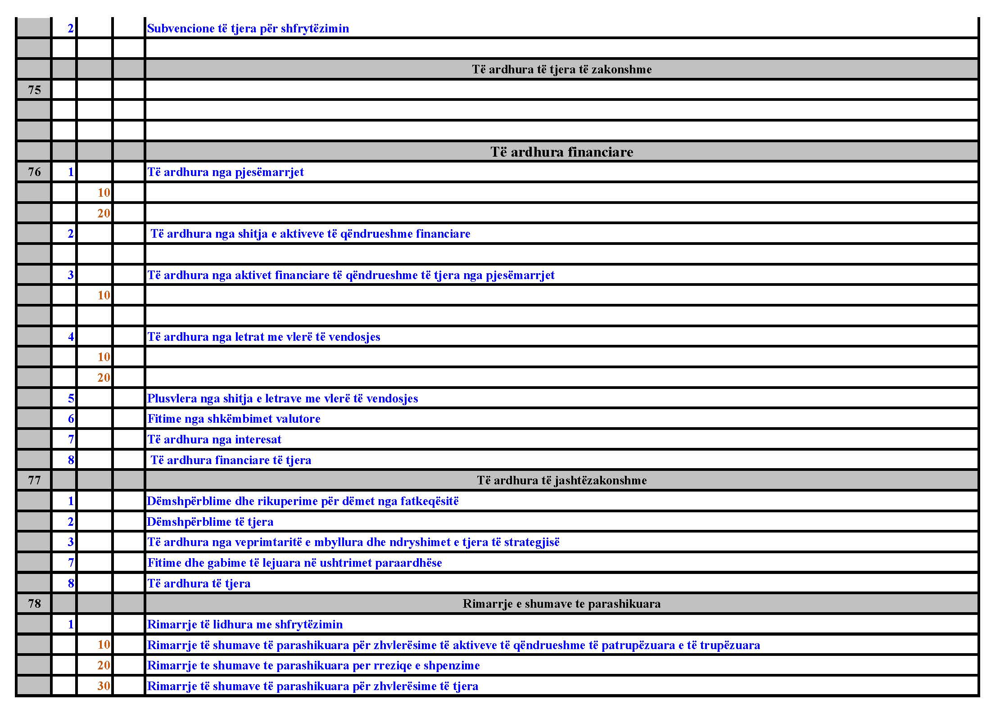 2 Subvencione të tjera për shfrytëzimin
Të ardhura të tjera të zakonshme
75
Të ardhura financiare
76 1 Të ardhura nga pjesëmarrjet
10
20
2 Të ardhura nga shitja e aktiveve të qëndrueshme financiare
3 Të ardhura nga aktivet financiare të qëndrueshme të tjera nga pjesëmarrjet
10
4 Të ardhura nga letrat me vlerë të vendosjes
10
20
5 Plusvlera nga shitja e letrave me vlerë të vendosjes
6 Fitime nga shkëmbimet valutore
7 Të ardhura nga interesat
8 Të ardhura financiare të tjera
77 Të ardhura të jashtëzakonshme
1 Dëmshpërblime dhe rikuperime për dëmet nga fatkeqësitë
2 Dëmshpërblime të tjera
3 Të ardhura nga veprimtaritë e mbyllura dhe ndryshimet e tjera të strategjisë
7 Fitime dhe gabime të lejuara në ushtrimet paraardhëse
8 Të ardhura të tjera
78 Rimarrje e shumave te parashikuara
1 Rimarrje të lidhura me shfrytëzimin
10 Rimarrje të shumave të parashikuara për zhvlerësime të aktiveve të qëndrueshme të patrupëzuara e të trupëzuara
20 Rimarrje te shumave te parashikuara per rreziqe e shpenzime
30 Rimarrje të shumave të parashikuara për zhvlerësime të tjera